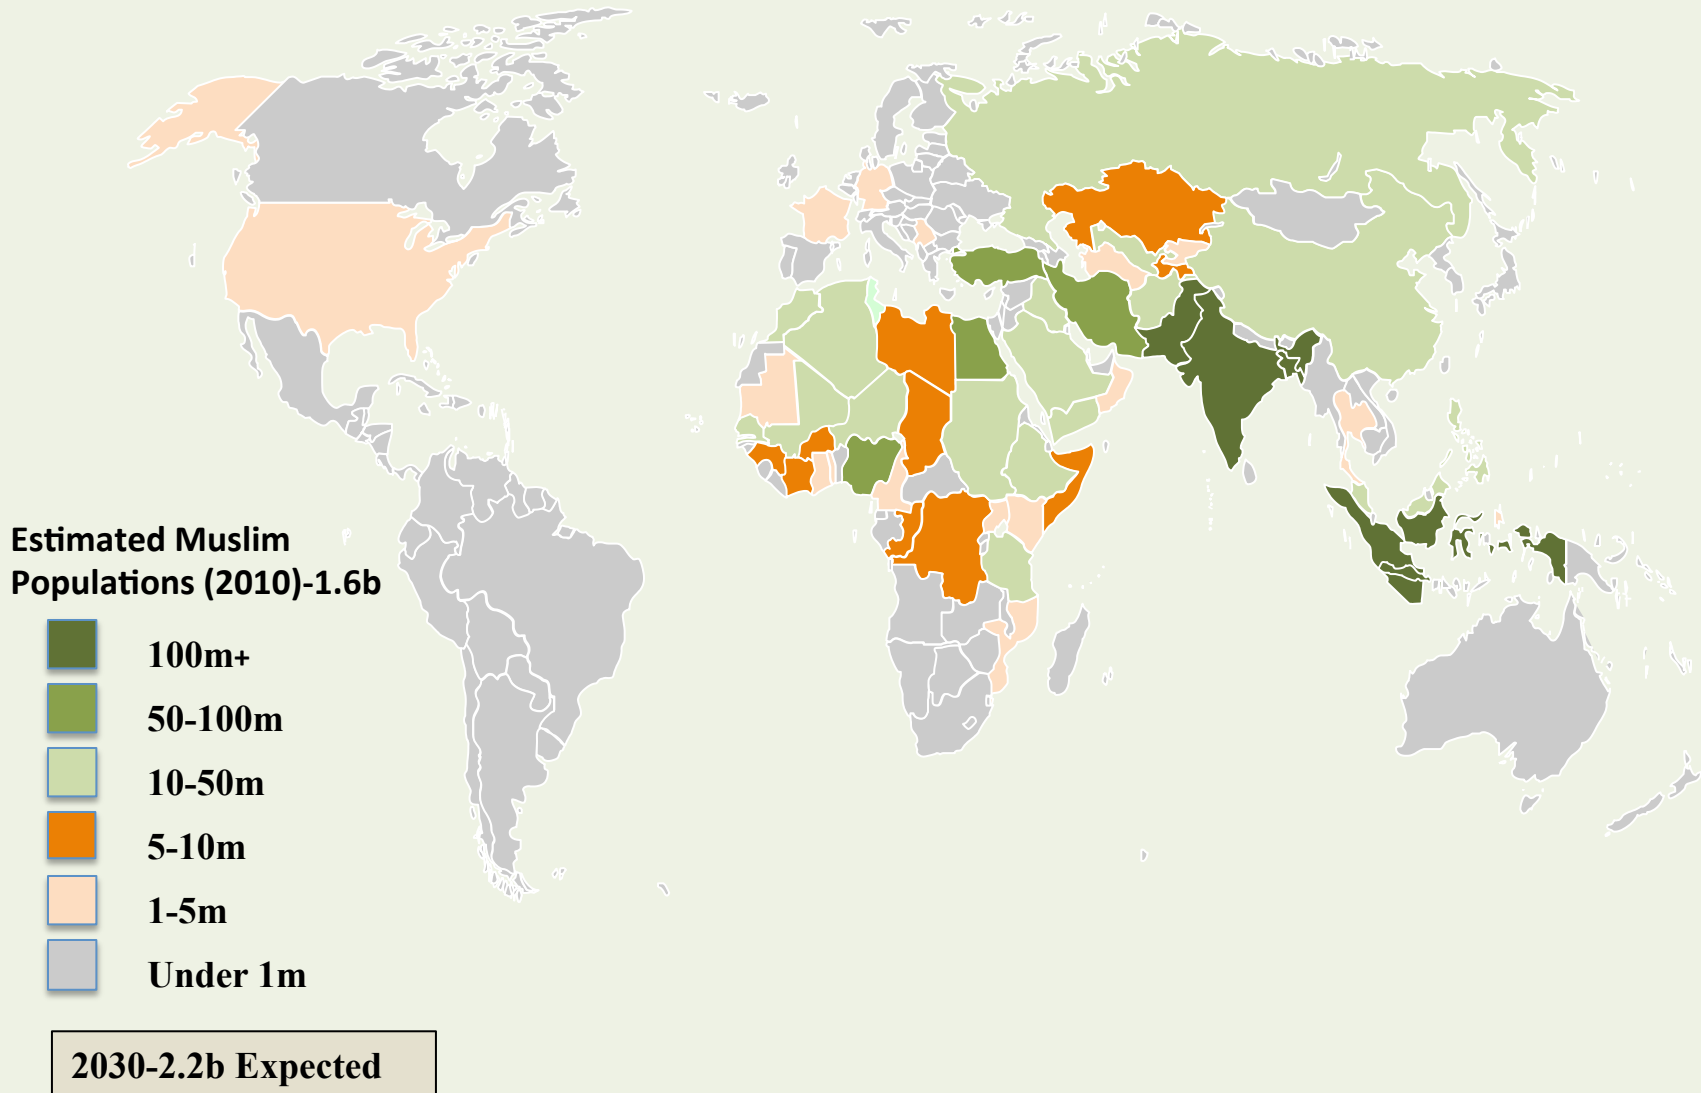 Estimated Muslim
Populations (2010)-1.6b
100m+
50-100m
10-50m
5-10m
1-5m
Under 1m
2030-2.2b Expected